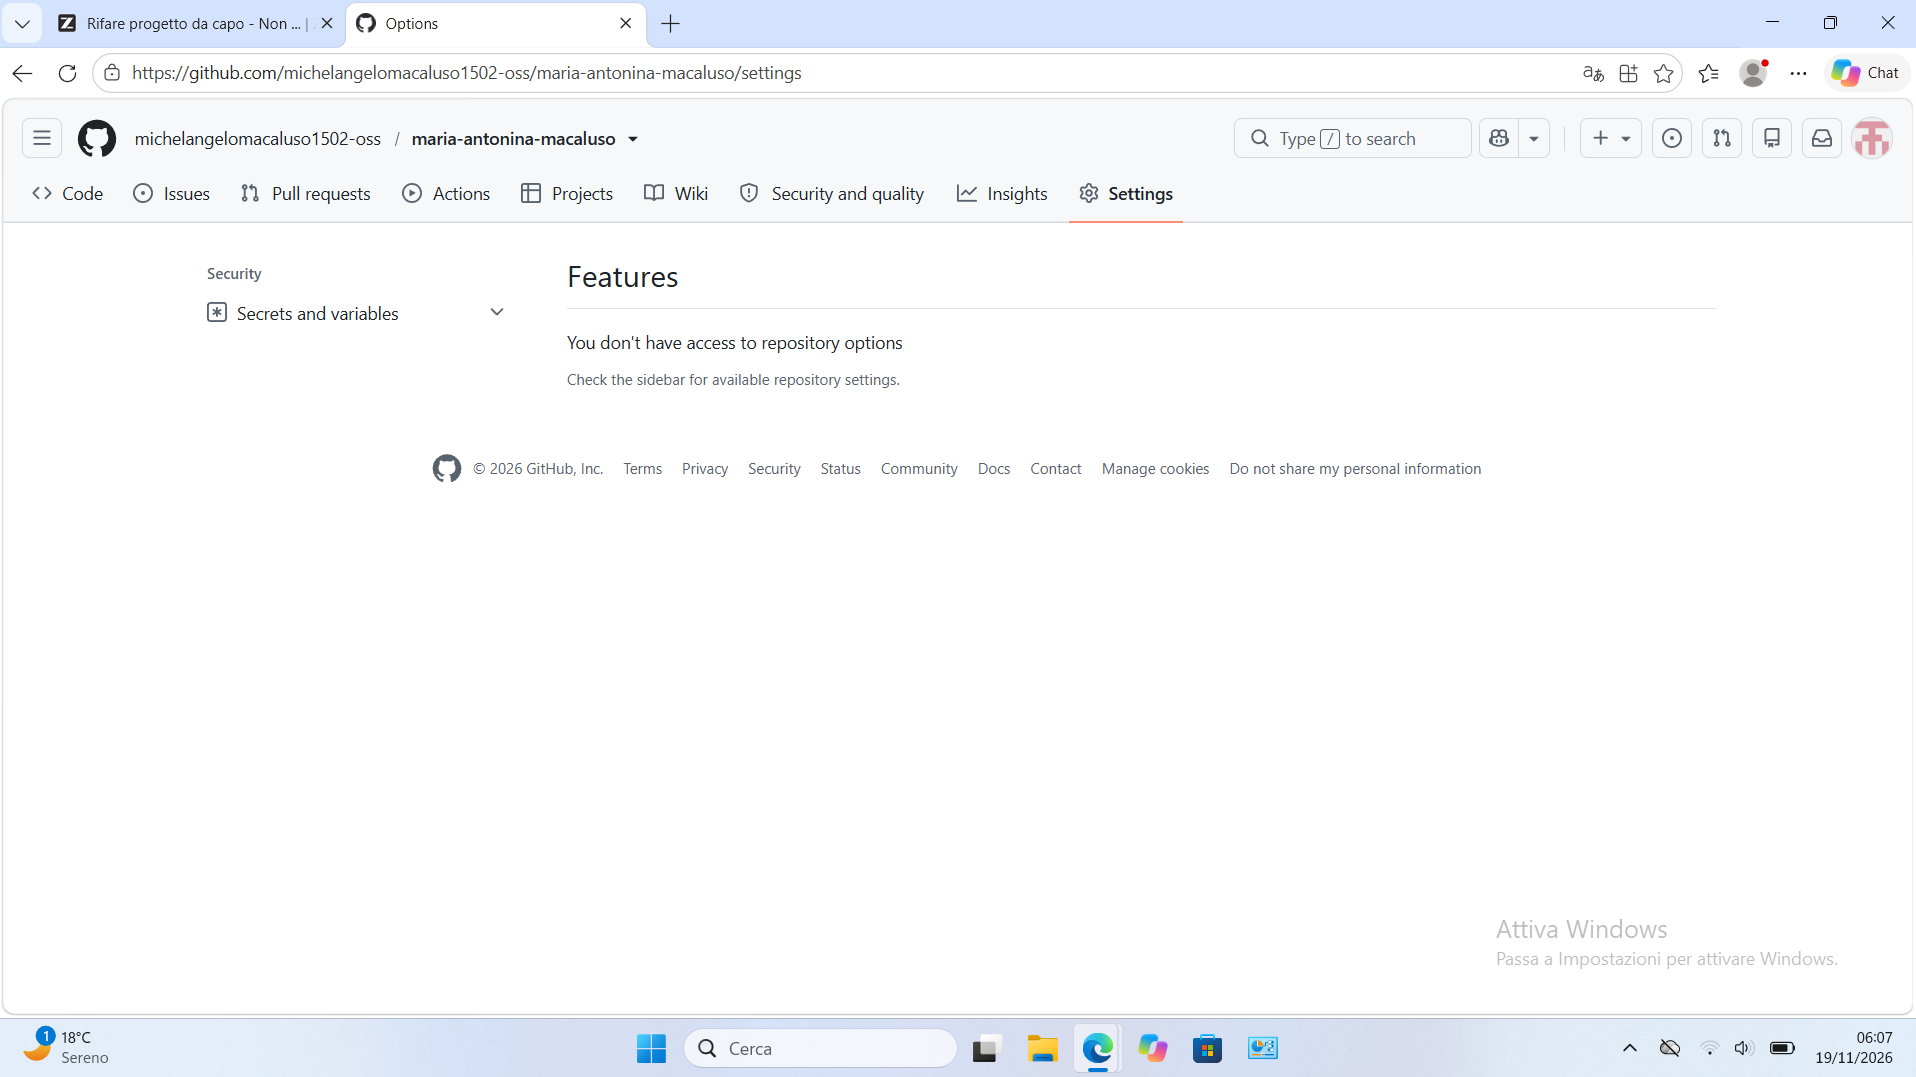 Rifare progetto da capo - Non ... |
Options
https://github.com/michelangelomacaluso1502-oss/maria-antonina-macaluso/settings
Chat
michelangelomacaluso1502-oss / maria-antonina-macaluso
Type / to search
Code
Issues
Pull requests
Actions
Projects
Wiki
Security and quality
Insights
Settings
Security
Secrets and variables
Features
You don't have access to repository options
Check the sidebar for available repository settings.
© 2026 GitHub, Inc.
Terms
Privacy
Security
Status
Community
Docs
Contact
Manage cookies
Do not share my personal information
Attiva Windows
Passa a Impostazioni per attivare Windows.
1
18°C
Sereno
Cerca
06:07
19/11/2026